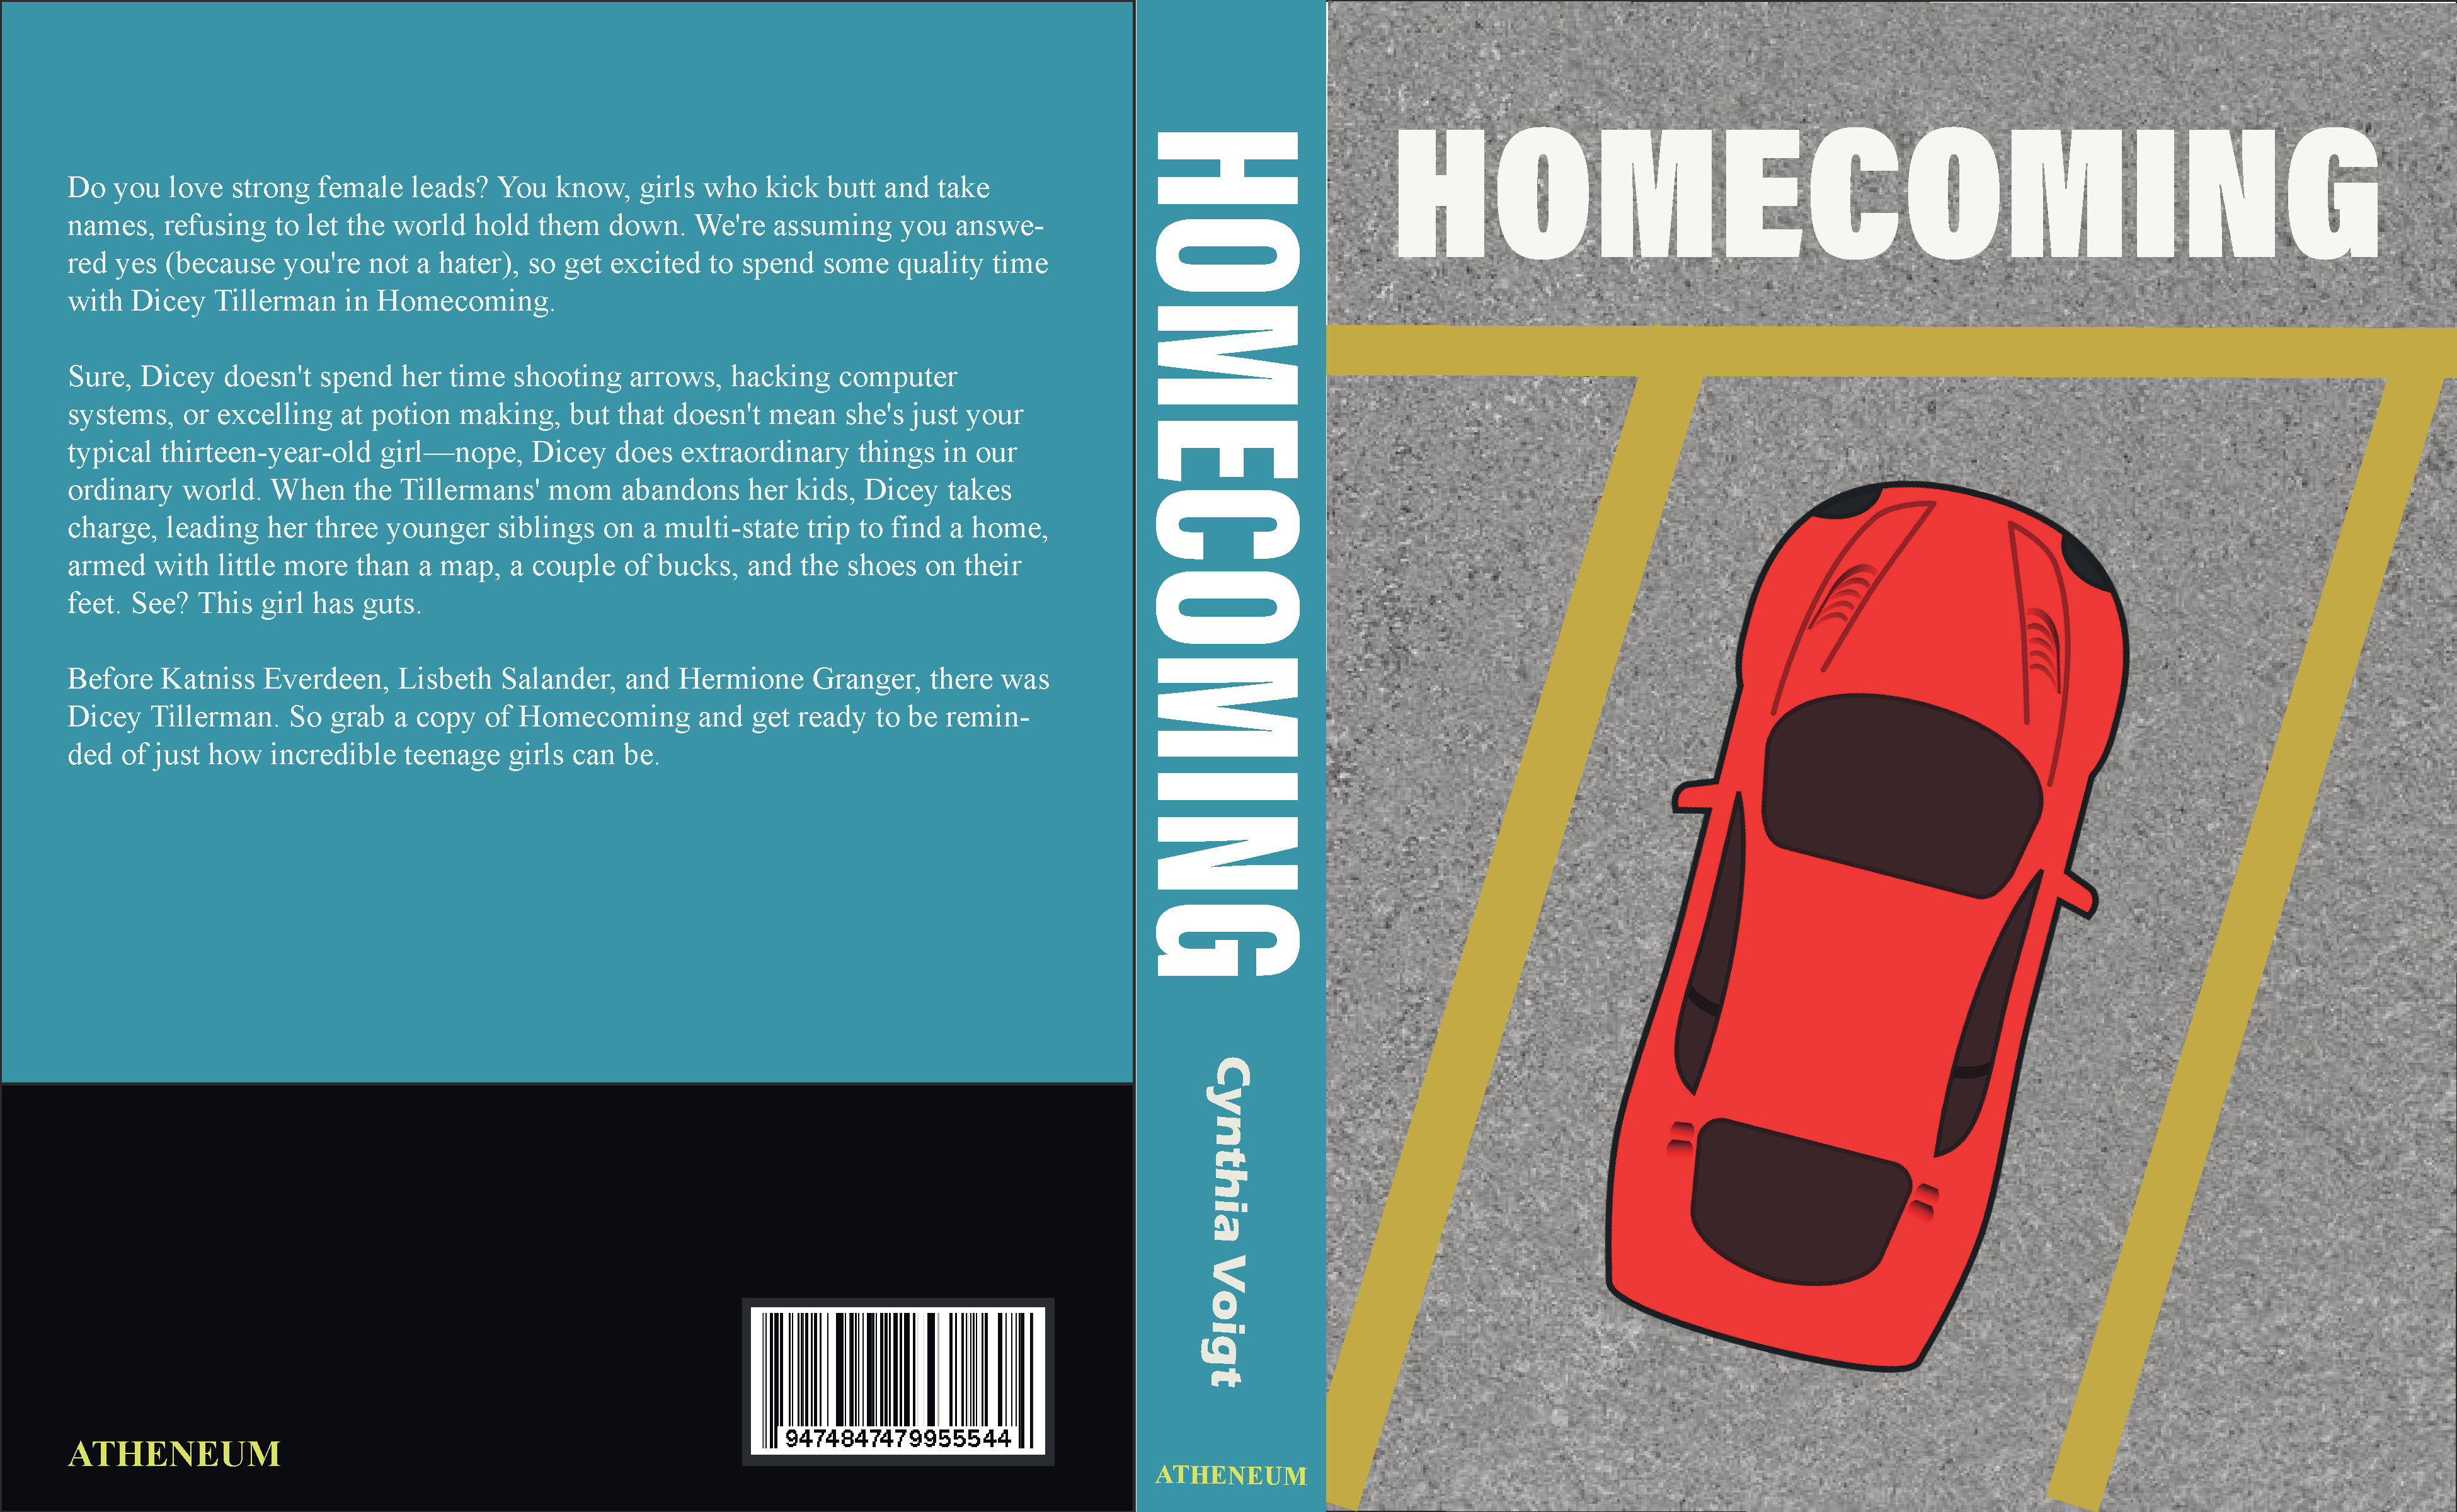 Do you love strong female leads? You know, girls who kick butt and take
names, refusing to let the world hold them down. We're assuming you answe-
red yes (because you're not a hater), so get excited to spend some quality time
with Dicey Tillerman in Homecoming.
Sure, Dicey doesn't spend her time shooting arrows, hacking computer
systems, or excelling at potion making, but that doesn't mean she's just your
typical thirteen-year-old girl—nope, Dicey does extraordinary things in our
ordinary world. When the Tillermans' mom abandons her kids, Dicey takes
charge, leading her three younger siblings on a multi-state trip to find a home,
armed with little more than a map, a couple of bucks, and the shoes on their
feet. See? This girl has guts.
Before Katniss Everdeen, Lisbeth Salander, and Hermione Granger, there was
Dicey Tillerman. So grab a copy of Homecoming and get ready to be remin-
ded of just how incredible teenage girls can be.
ATHENEUM
9474847479955544
HOMECOMING
Cynthia Voigt
ATHENEUM
HOMECOMING